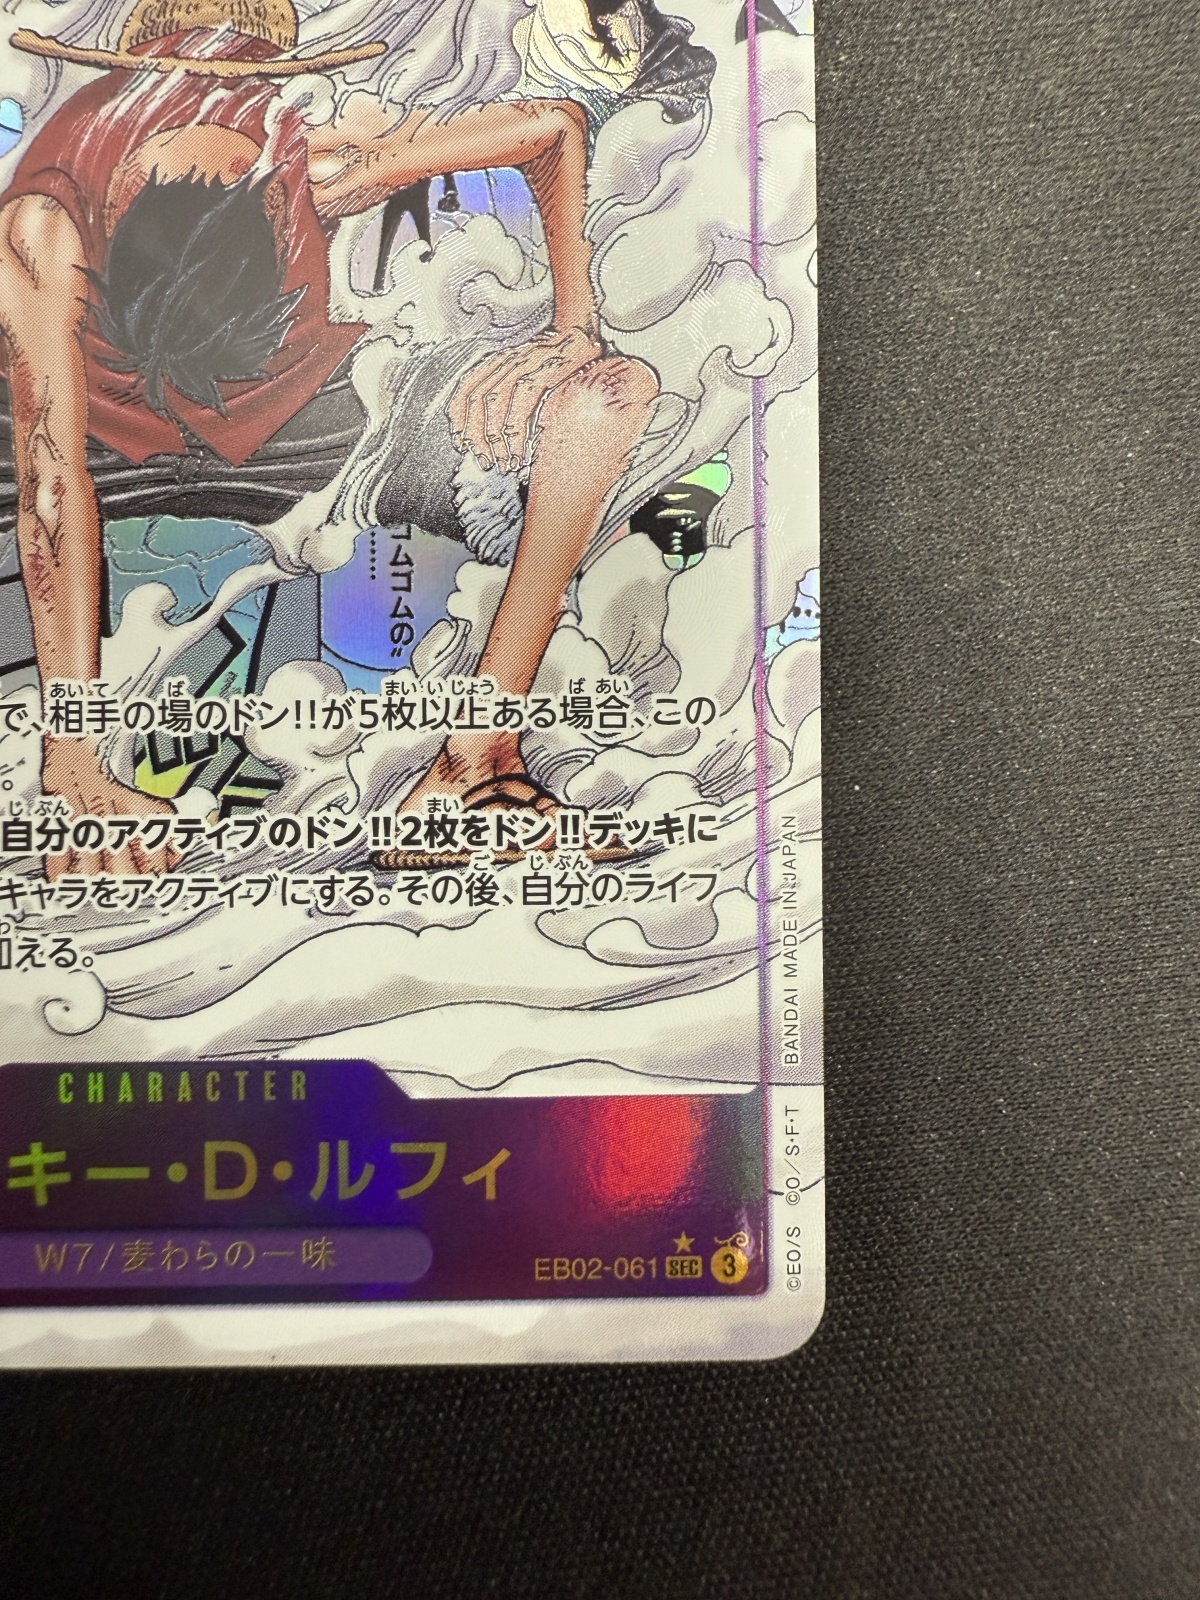 ゴムゴムの〟
………
で、相手の場のドン!!が5枚以上ある場合、この
。
自分のアクティブのドン!!2枚をドン!!デッキに
キャラをアクティブにする。その後、自分のライフ
える。
CHARACTER
キー・D・ルフィ
W7/麦わらの一味
EB02-061 SEC 3
©EO/S ©O/S・F・T BANDAI MADE IN JAPAN